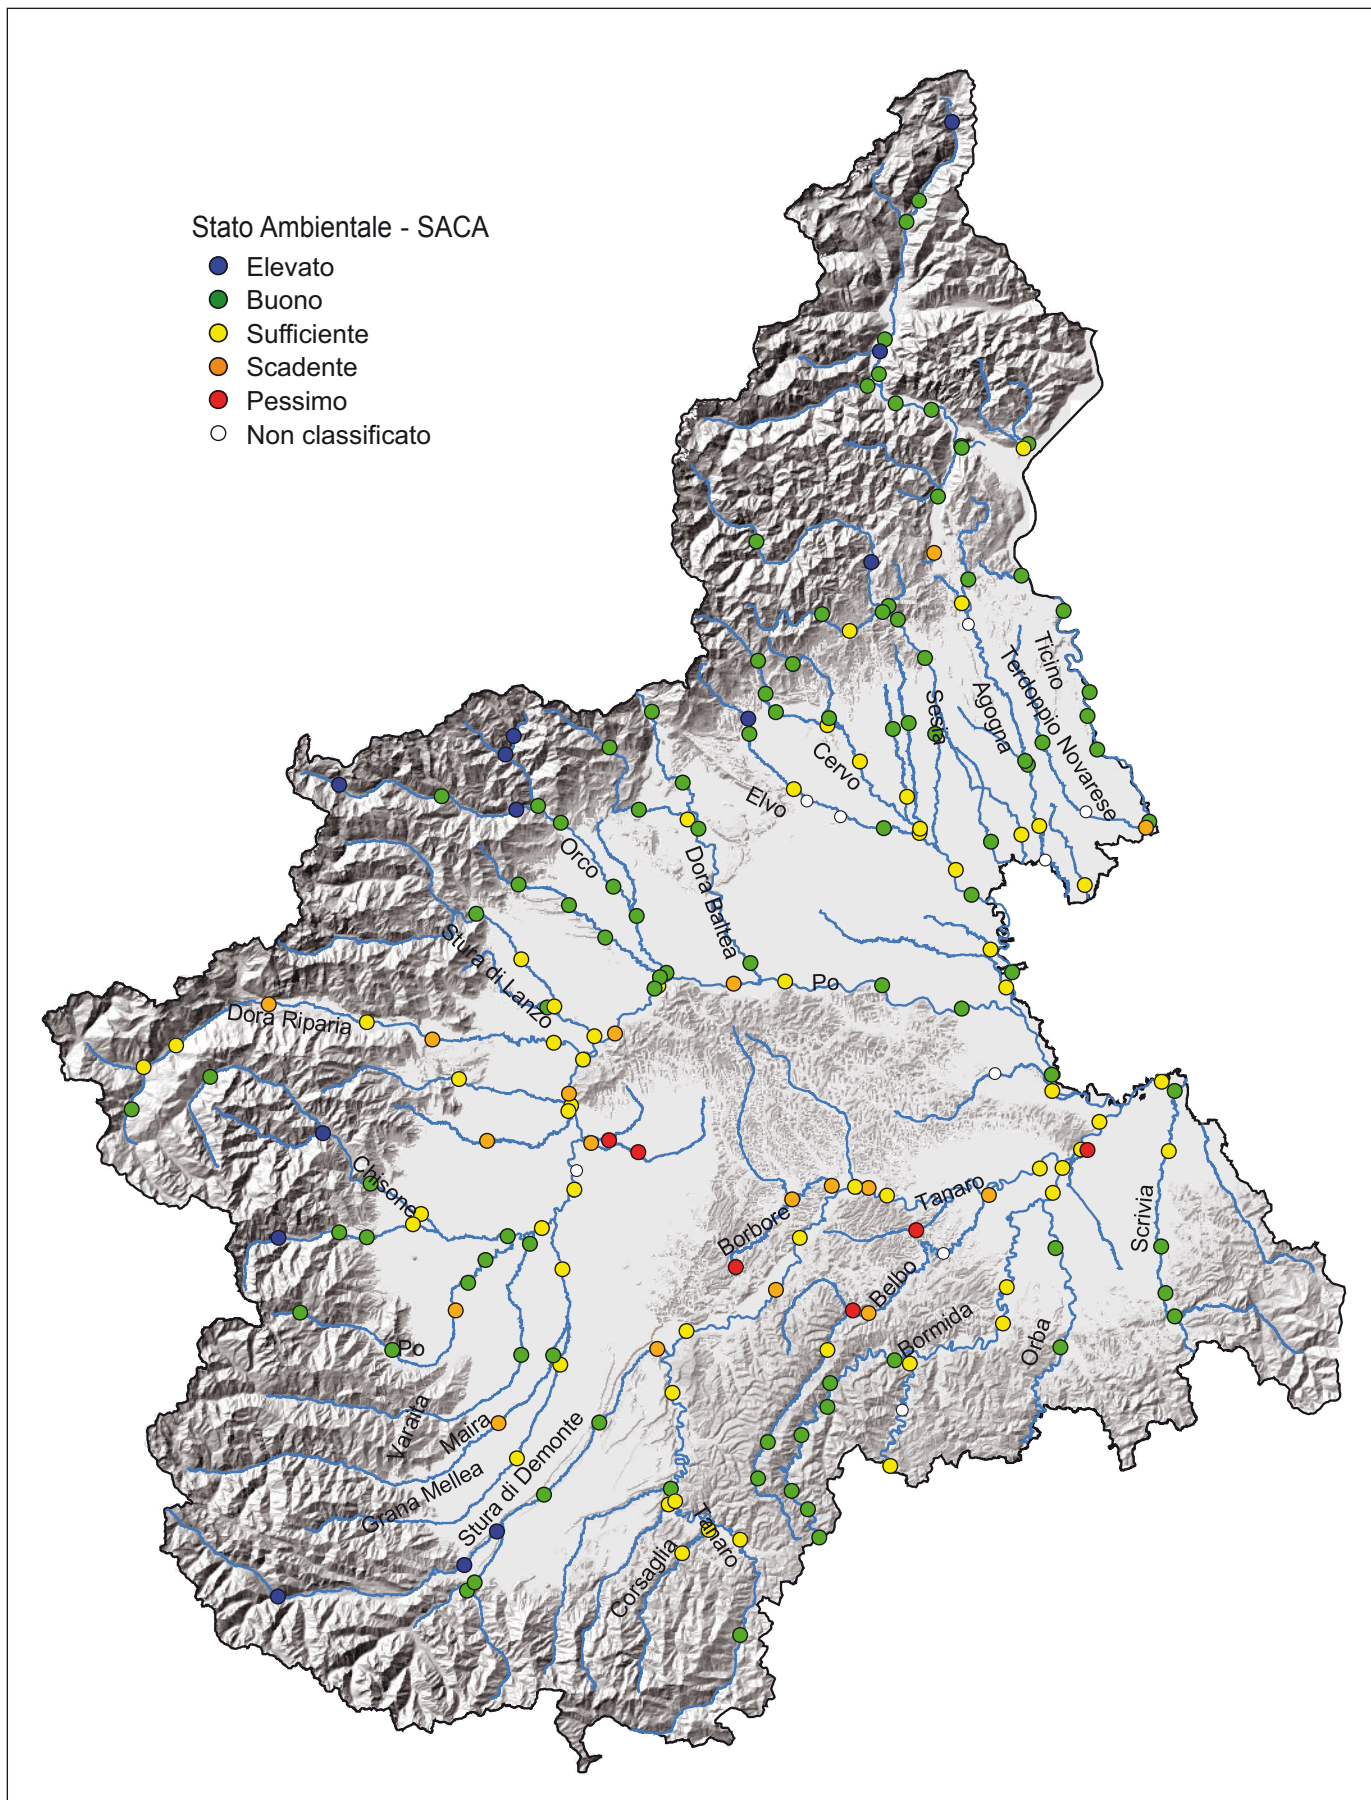 Stato Ambientale - SACA
Elevato
Buono
Sufficiente
Scadente
Pessimo
Non classificato
Ticino
Terdoppio Novarese
Agogna
Sesia
Cervo
Elvo
Orco
Dora Baltea
Stura di Lanzo
Po
Dora Riparia
Chisone
Tanaro
Scrivia
Borbore
Belbo
Bormida
Orba
Po
Varaita
Maira
Grana Mellea
Stura di Demonte
Tanaro
Corsaglia